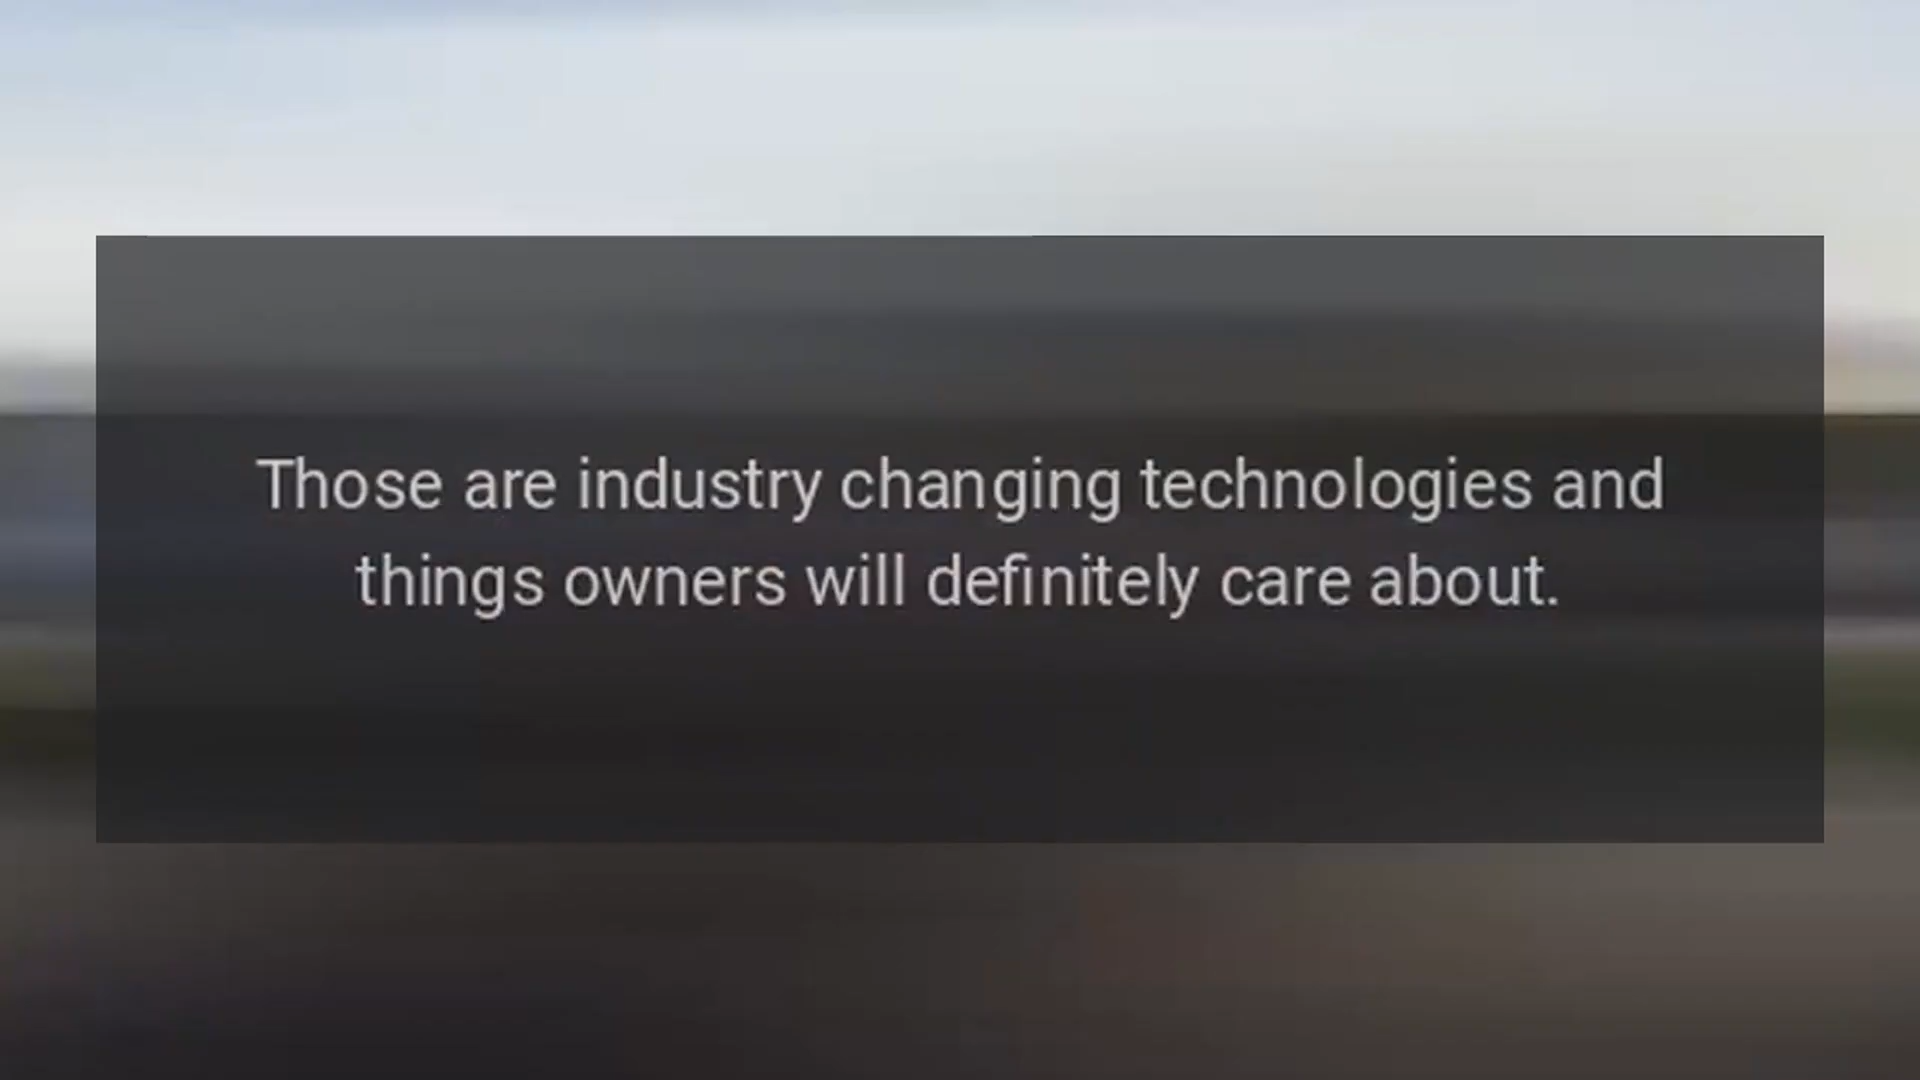 Those are industry changing technologies and
things owners will definitely care about.